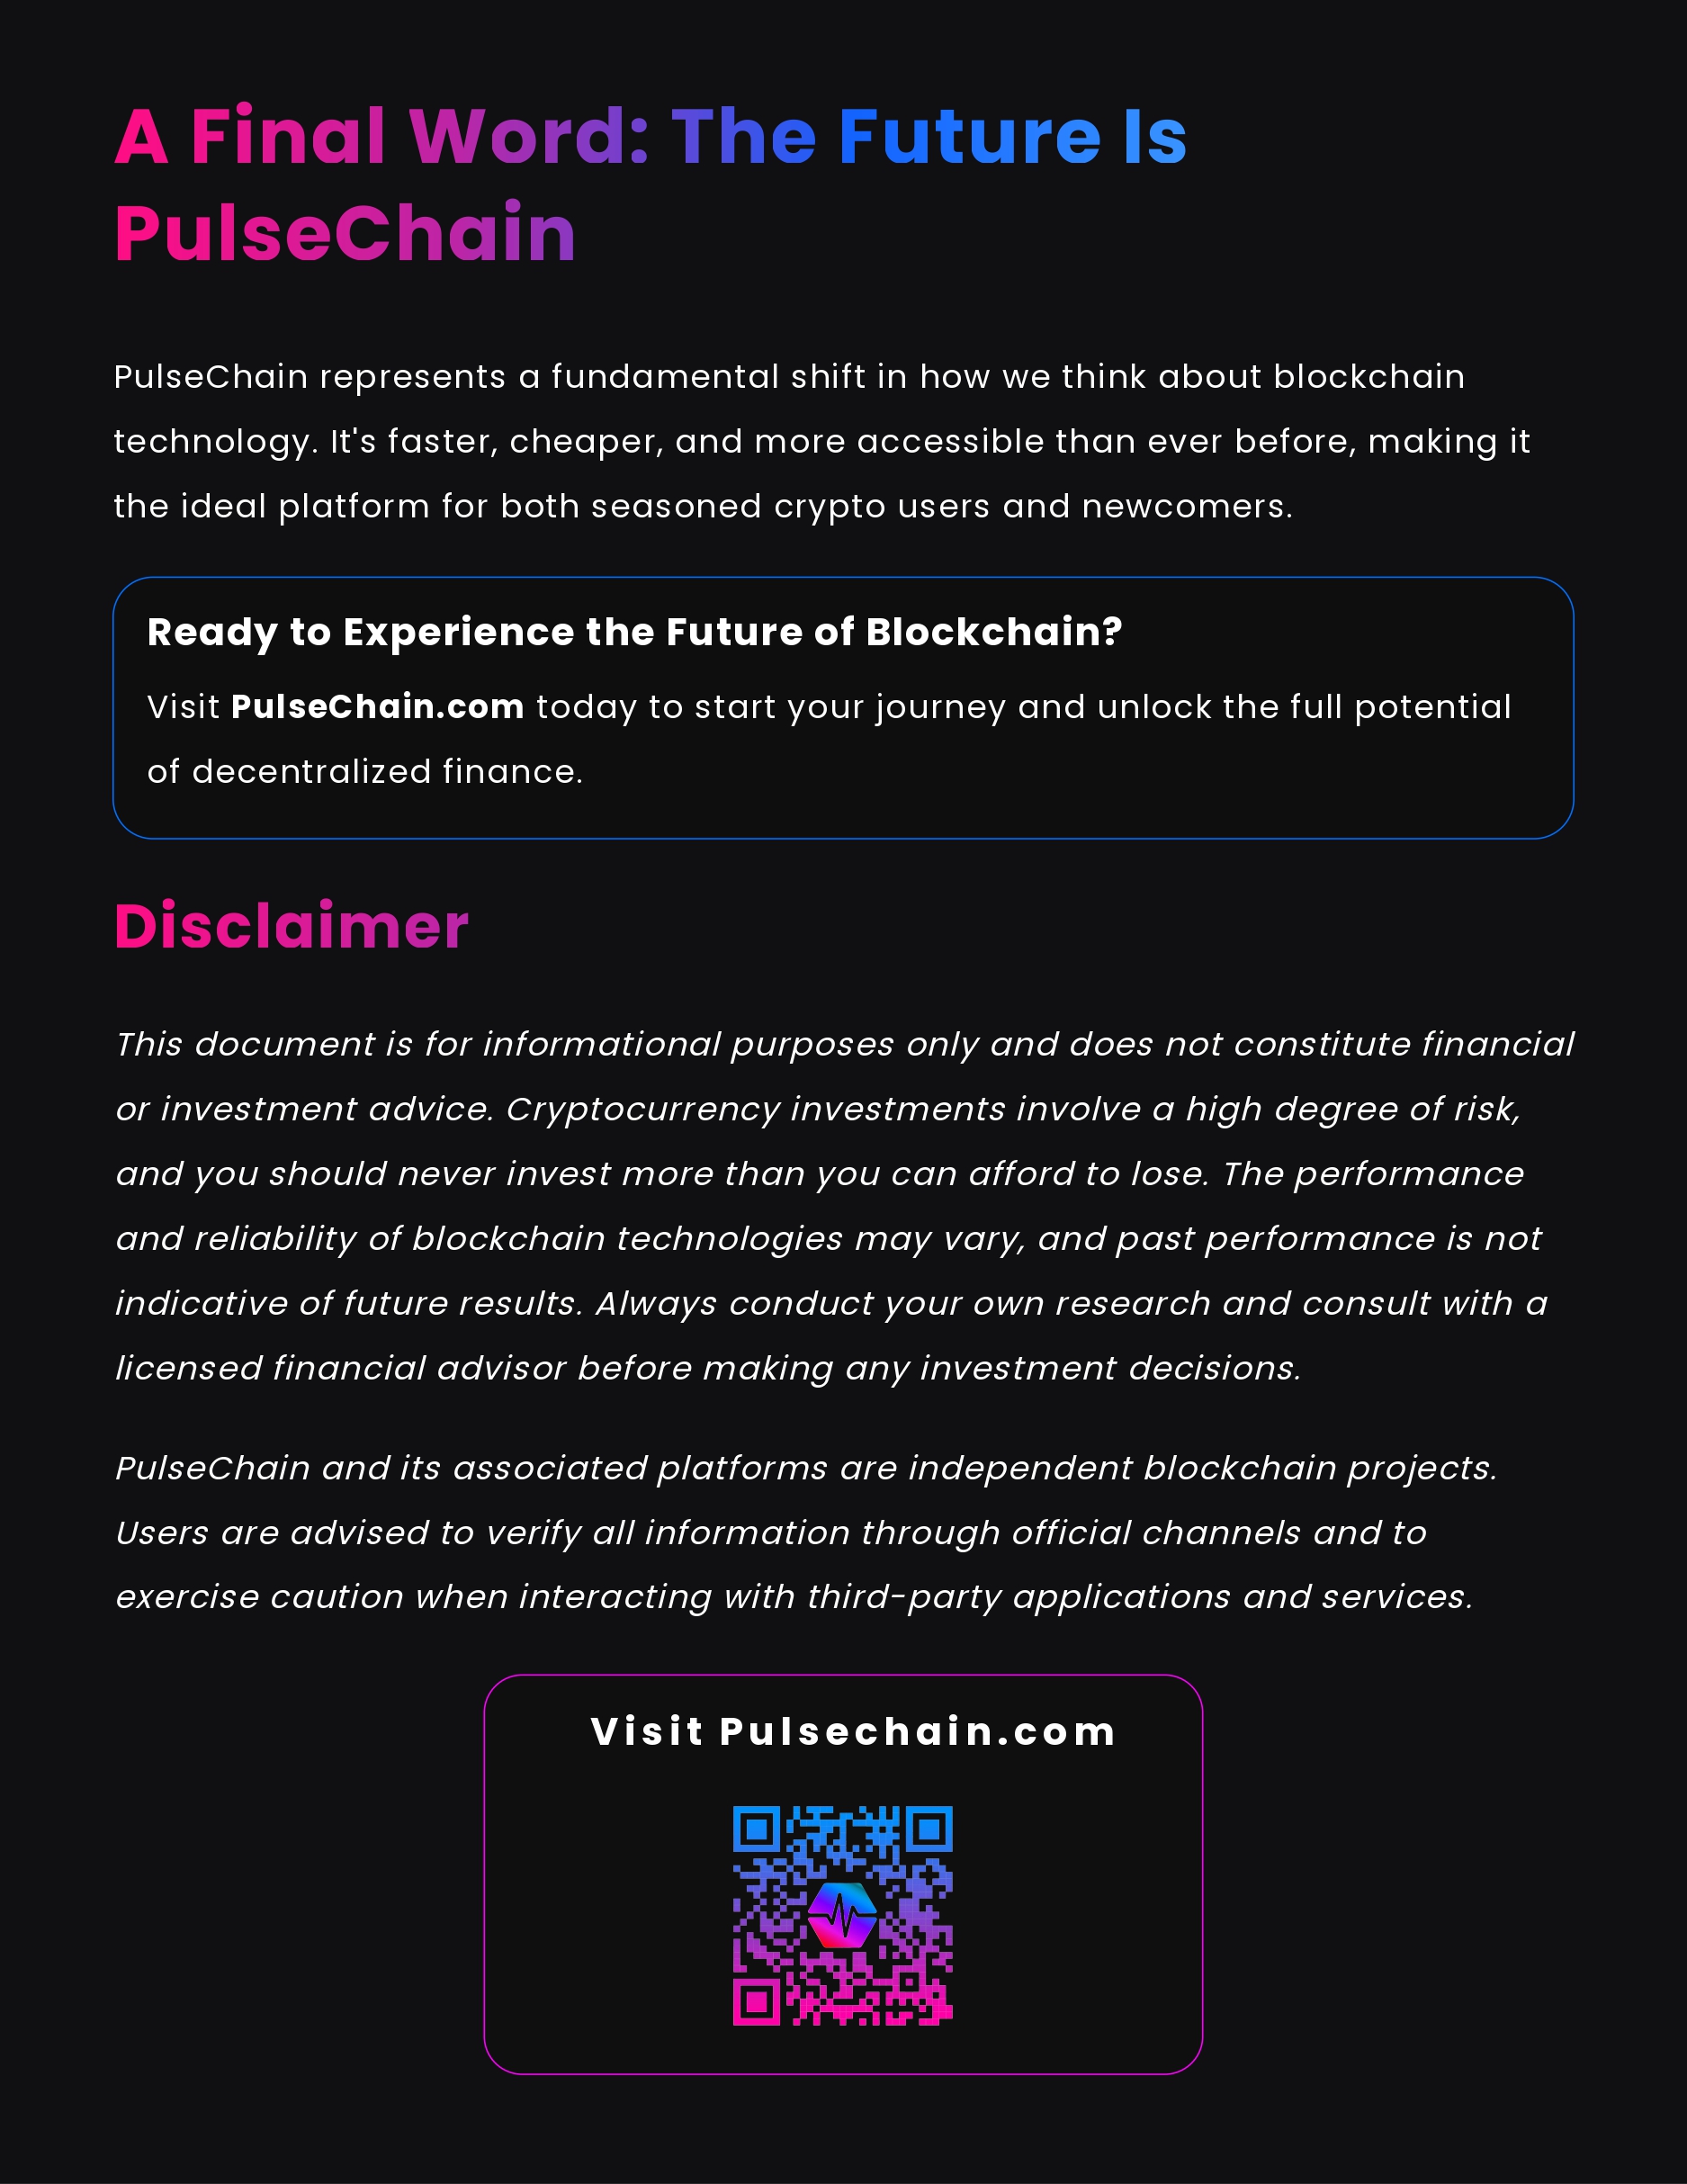 A Final Word: The Future Is
PulseChain
PulseChain represents a fundamental shift in how we think about blockchain
technology. It's faster, cheaper, and more accessible than ever before, making it
the ideal platform for both seasoned crypto users and newcomers.
Ready to Experience the Future of Blockchain?
Visit PulseChain.com today to start your journey and unlock the full potential
of decentralized finance.
Disclaimer
This document is for informational purposes only and does not constitute financial
or investment advice. Cryptocurrency investments involve a high degree of risk,
and you should never invest more than you can afford to lose. The performance
and reliability of blockchain technologies may vary, and past performance is not
indicative of future results. Always conduct your own research and consult with a
licensed financial advisor before making any investment decisions.
PulseChain and its associated platforms are independent blockchain projects.
Users are advised to verify all information through official channels and to
exercise caution when interacting with third-party applications and services.
Visit Pulsechain.com